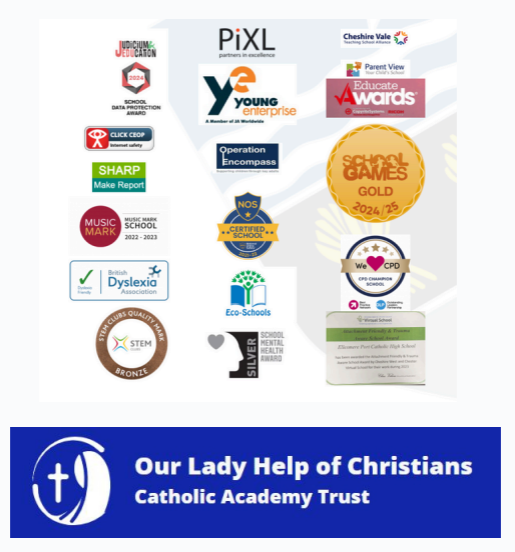 JUDICIUM
EDUCATION
2024
SCHOOL
DATA PROTECTION
AWARD
CLICK CEOP
Internet safety
SHARP
Make Report
MUSIC
MARK
MUSIC MARK
SCHOOL
2022 - 2023
British
Dyslexia
Association
Dyslexia
Friendly
STEM CLUBS QUALITY MARK
STEM
BRONZE
PiXL
partners in excellence
Ye
YOUNG
enterprise
A Member of JA Worldwide
Operation
Encompass
NOS
CERTIFIED
SCHOOL
Eco-Schools
SILVER
SCHOOL
MENTAL
HEALTH
AWARD
Cheshire Vale
Teaching School Alliance
Parent View
Your Child's School
Educate
Awards
SCHOOL
GAMES
GOLD
2024/25
We CPD
CPD CHAMPION
SCHOOL
Virtual School
Attachment Friendly & Trauma
Ellesmere Port Catholic High School
Our Lady Help of Christians
Catholic Academy Trust